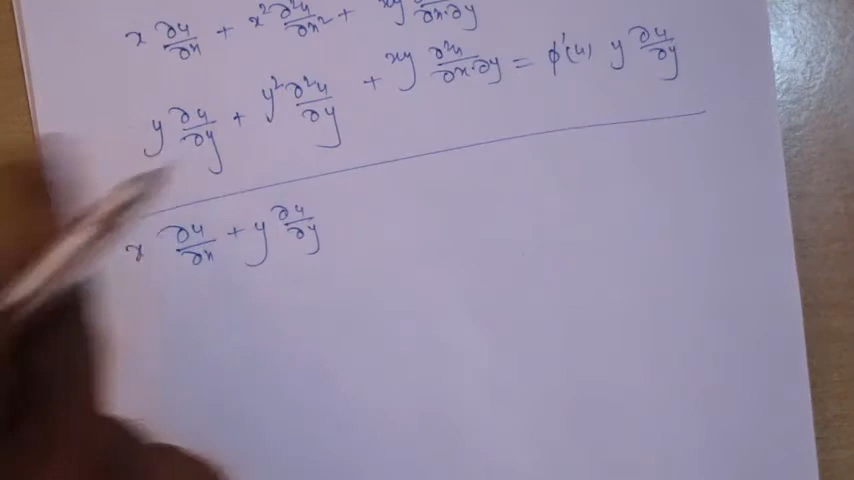 x ∂u/∂x + x² ∂²u/∂x² + xy ∂²u/∂x·∂y
y ∂u/∂y + y² ∂²u/∂y + xy ∂²u/∂x·∂y = ϕ'(u) y ∂u/∂y
x ∂u/∂x + y ∂u/∂y